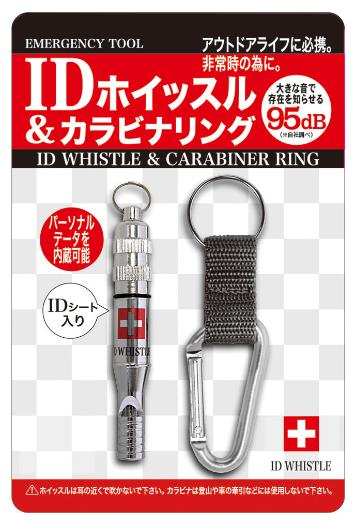 EMERGENCY TOOL
アウトドアライフに必携。
非常時の為に。
IDホイッスル
&カラビナリング
大きな音で
存在を知らせる
95dB
(※自社調べ)
ID WHISTLE & CARABINER RING
パーソナル
データを
内蔵可能
IDシート
入り
ID WHISTLE
ID WHISTLE
⚠ホイッスルは耳の近くで吹かないで下さい。カラビナは登山や車の牽引などには使用しないで下さい。